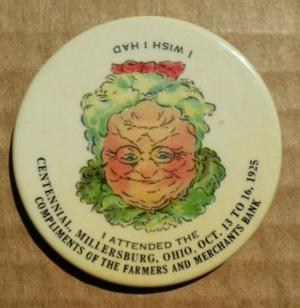 I WISH I HAD
I ATTENDED THE
CENTENNIAL, MILLERSBURG, OHIO, OCT. 13 TO 16, 1925
COMPLIMENTS OF THE FARMERS AND MERCHANTS BANK